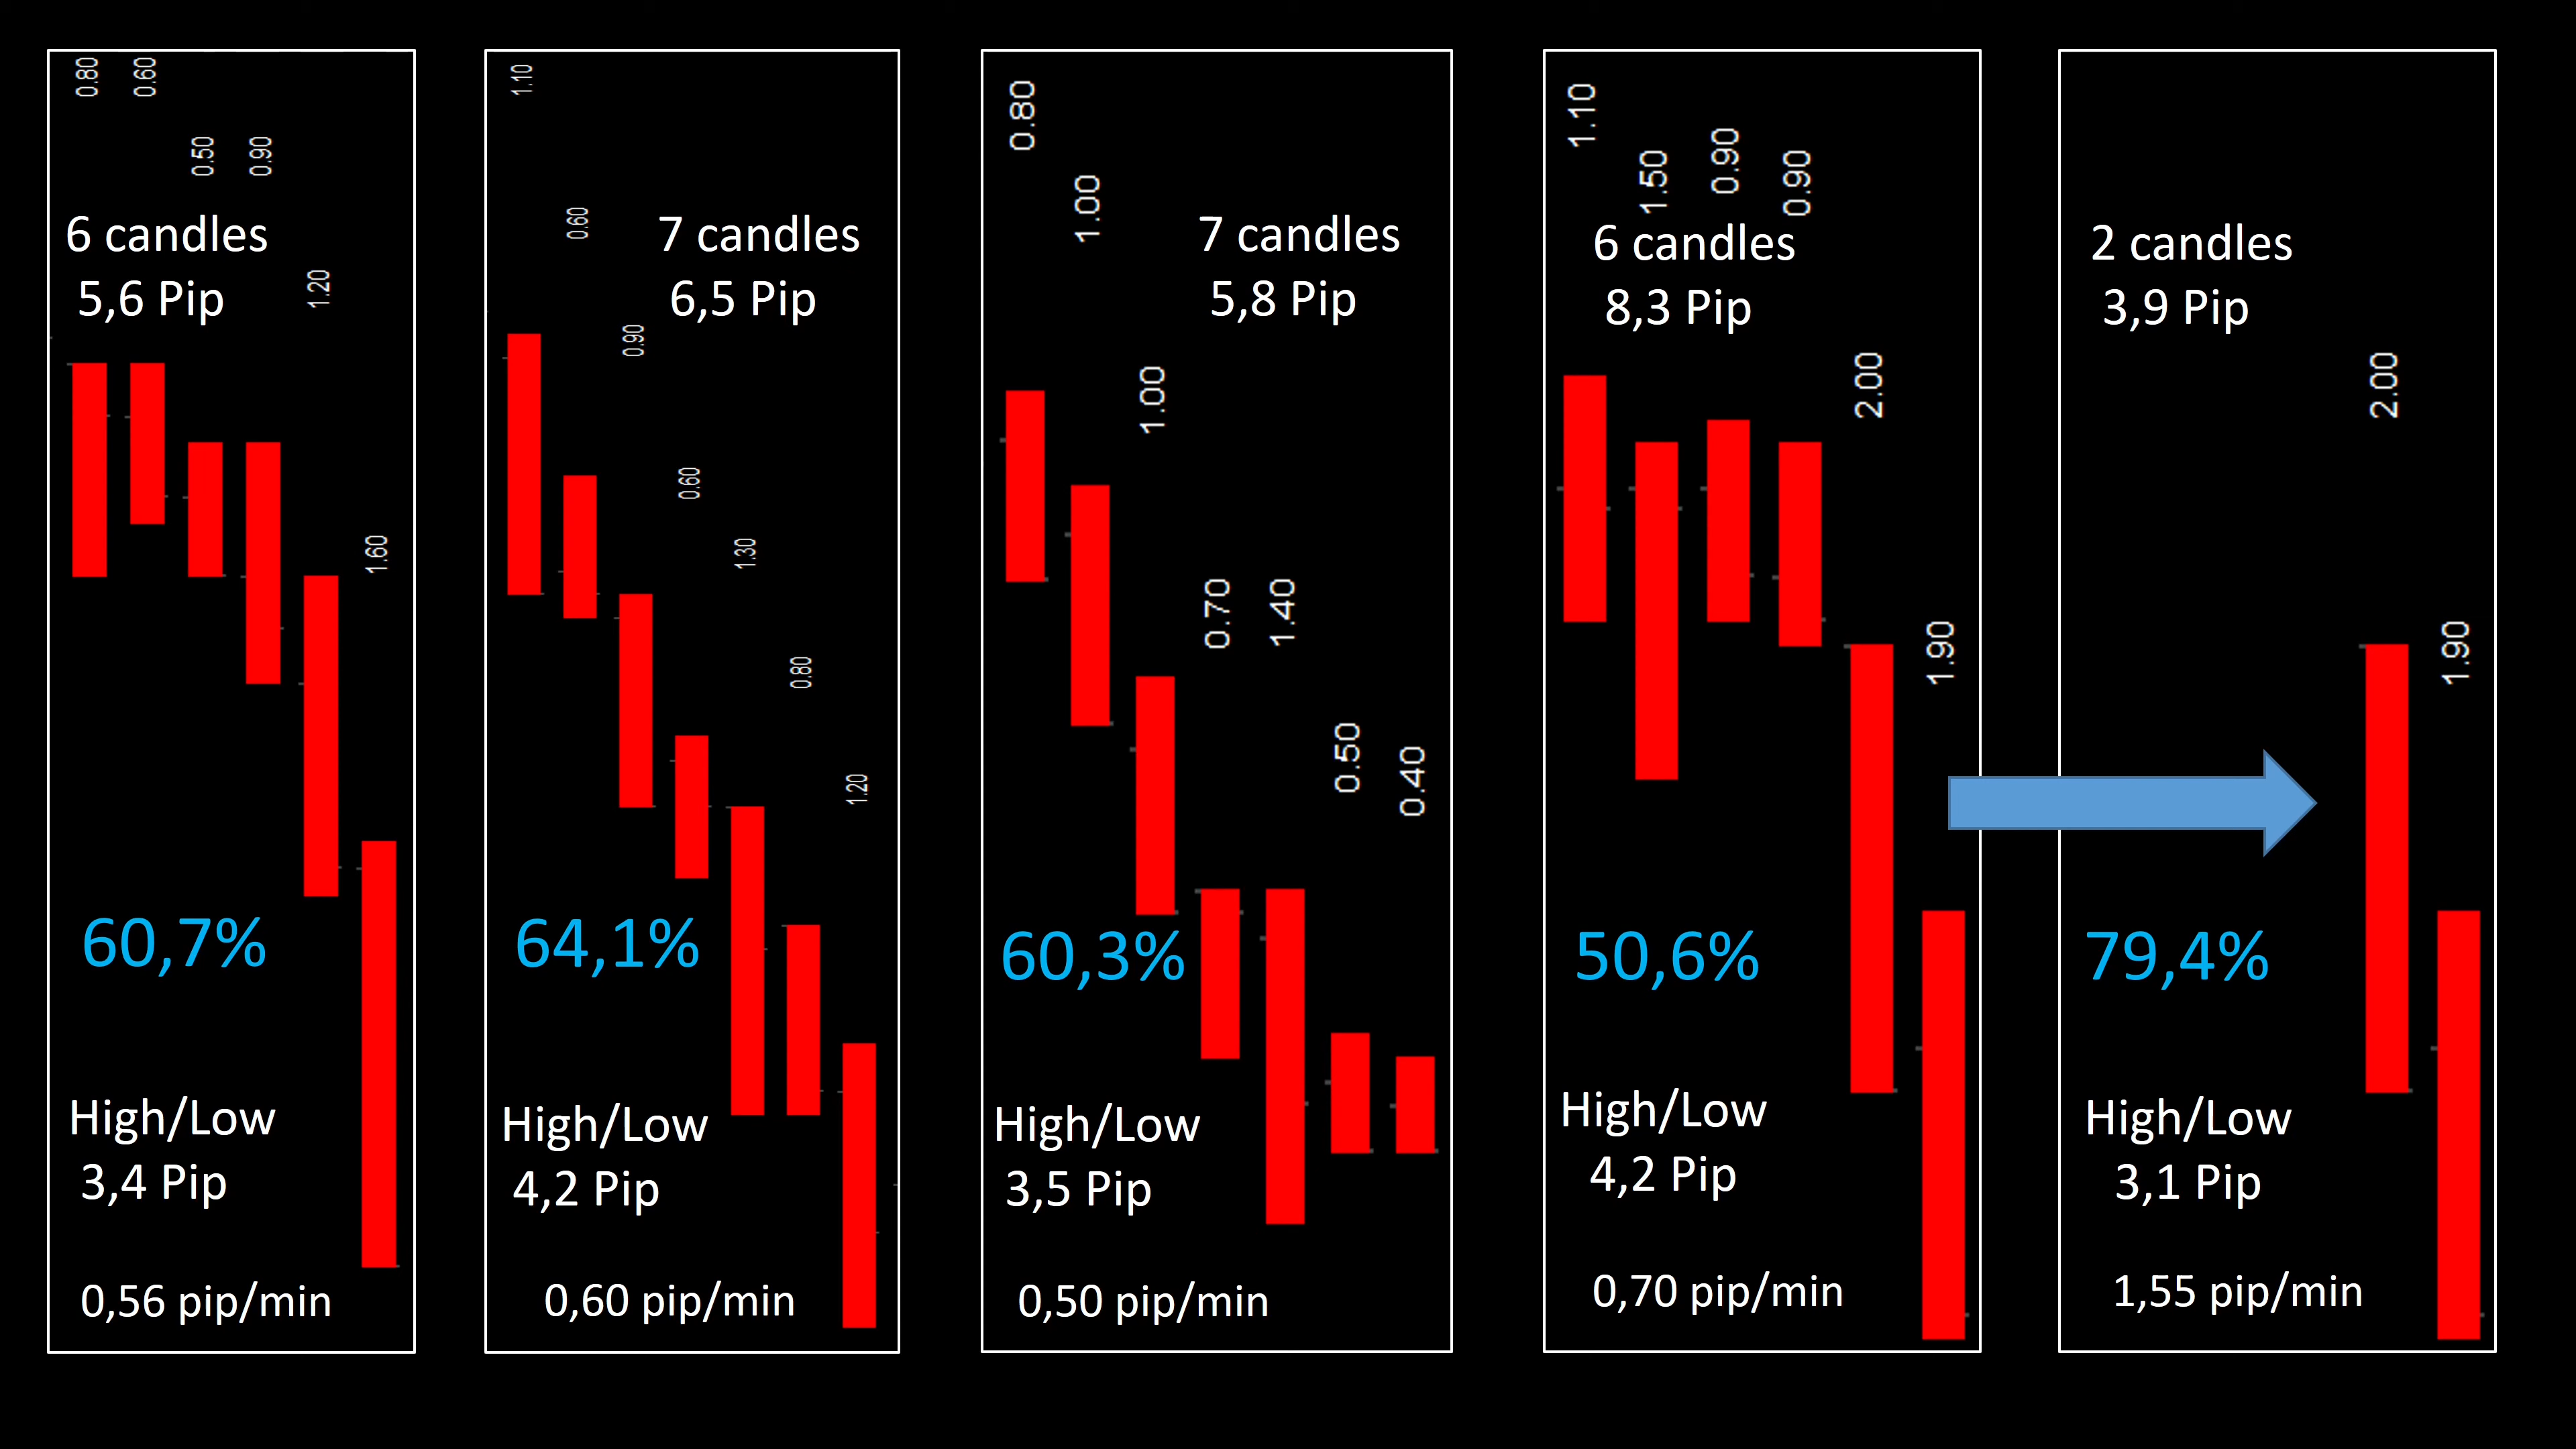 0.80
0.60
0.50
0.90
6 candles
5,6 Pip
1.20
1.60
60,7%
High/Low
3,4 Pip
0,56 pip/min
1.10
0.60
7 candles
6,5 Pip
0.90
0.60
1.30
0.80
1.20
64,1%
High/Low
4,2 Pip
0,60 pip/min
0.80
1.00
7 candles
5,8 Pip
1.00
0.70
1.40
0.50
0.40
60,3%
High/Low
3,5 Pip
0,50 pip/min
1.10
1.50
0.90
0.90
6 candles
8,3 Pip
2.00
1.90
50,6%
High/Low
4,2 Pip
0,70 pip/min
2 candles
3,9 Pip
2.00
1.90
79,4%
High/Low
3,1 Pip
1,55 pip/min